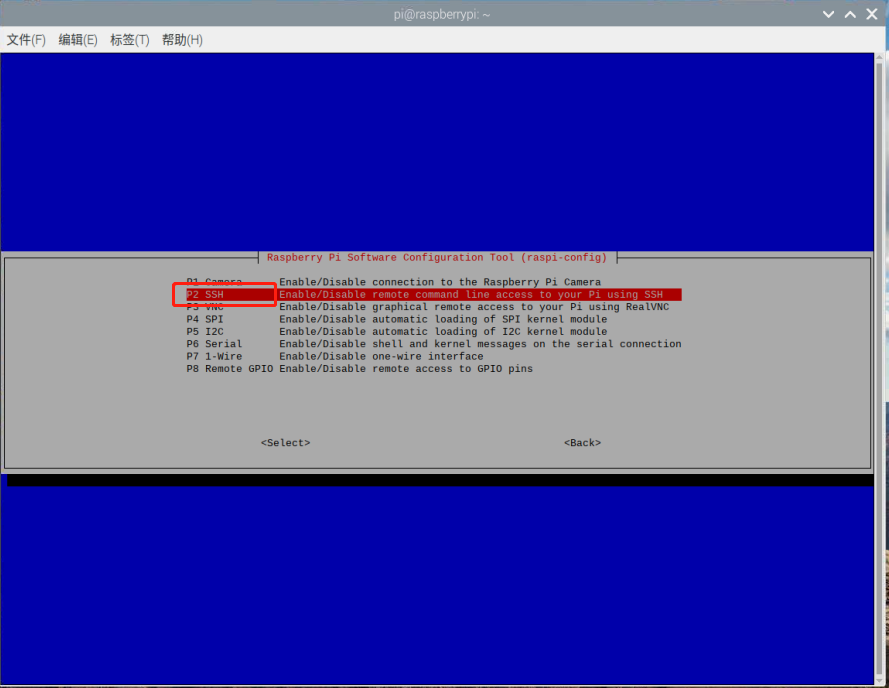 pi@raspberrypi: ~
文件(F) 编辑(E) 标签(T) 帮助(H)
Raspberry Pi Software Configuration Tool (raspi-config)
P1 Camera Enable/Disable connection to the Raspberry Pi Camera
P2 SSH Enable/Disable remote command line access to your Pi using SSH
P3 VNC Enable/Disable graphical remote access to your Pi using RealVNC
P4 SPI Enable/Disable automatic loading of SPI kernel module
P5 I2C Enable/Disable automatic loading of I2C kernel module
P6 Serial Enable/Disable shell and kernel messages on the serial connection
P7 1-Wire Enable/Disable one-wire interface
P8 Remote GPIO Enable/Disable remote access to GPIO pins
<Select> <Back>